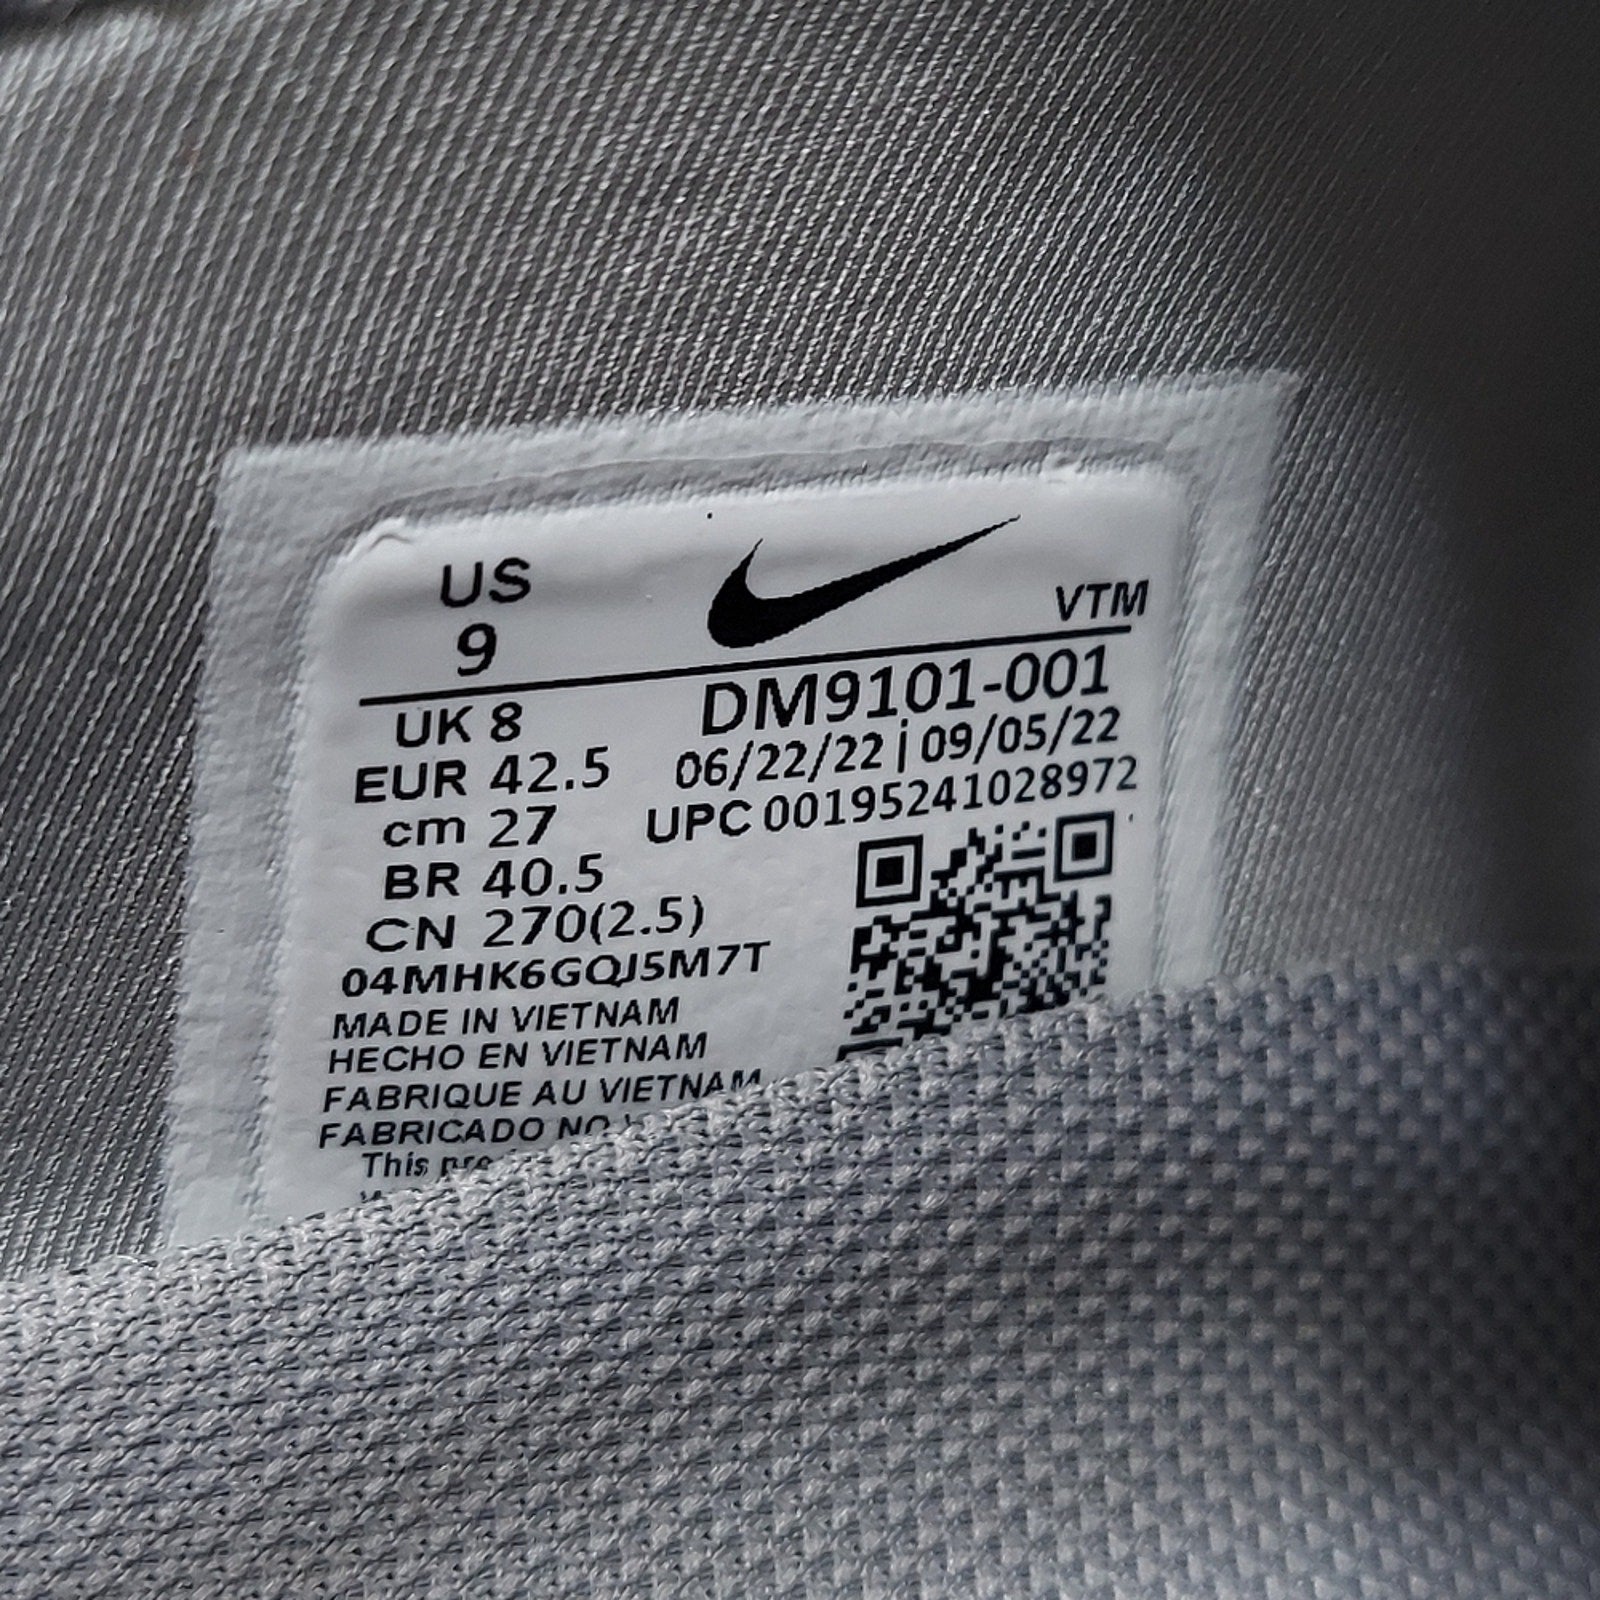 US
9
VTM
UK 8
EUR 42.5
cm 27
BR 40.5
CN 270(2.5)
DM9101-001
06/22/22 | 09/05/22
UPC 00195241028972
04MHK6GQJ5M7T
MADE IN VIETNAM
HECHO EN VIETNAM
FABRIQUE AU VIETNAM
FABRICADO NO
This